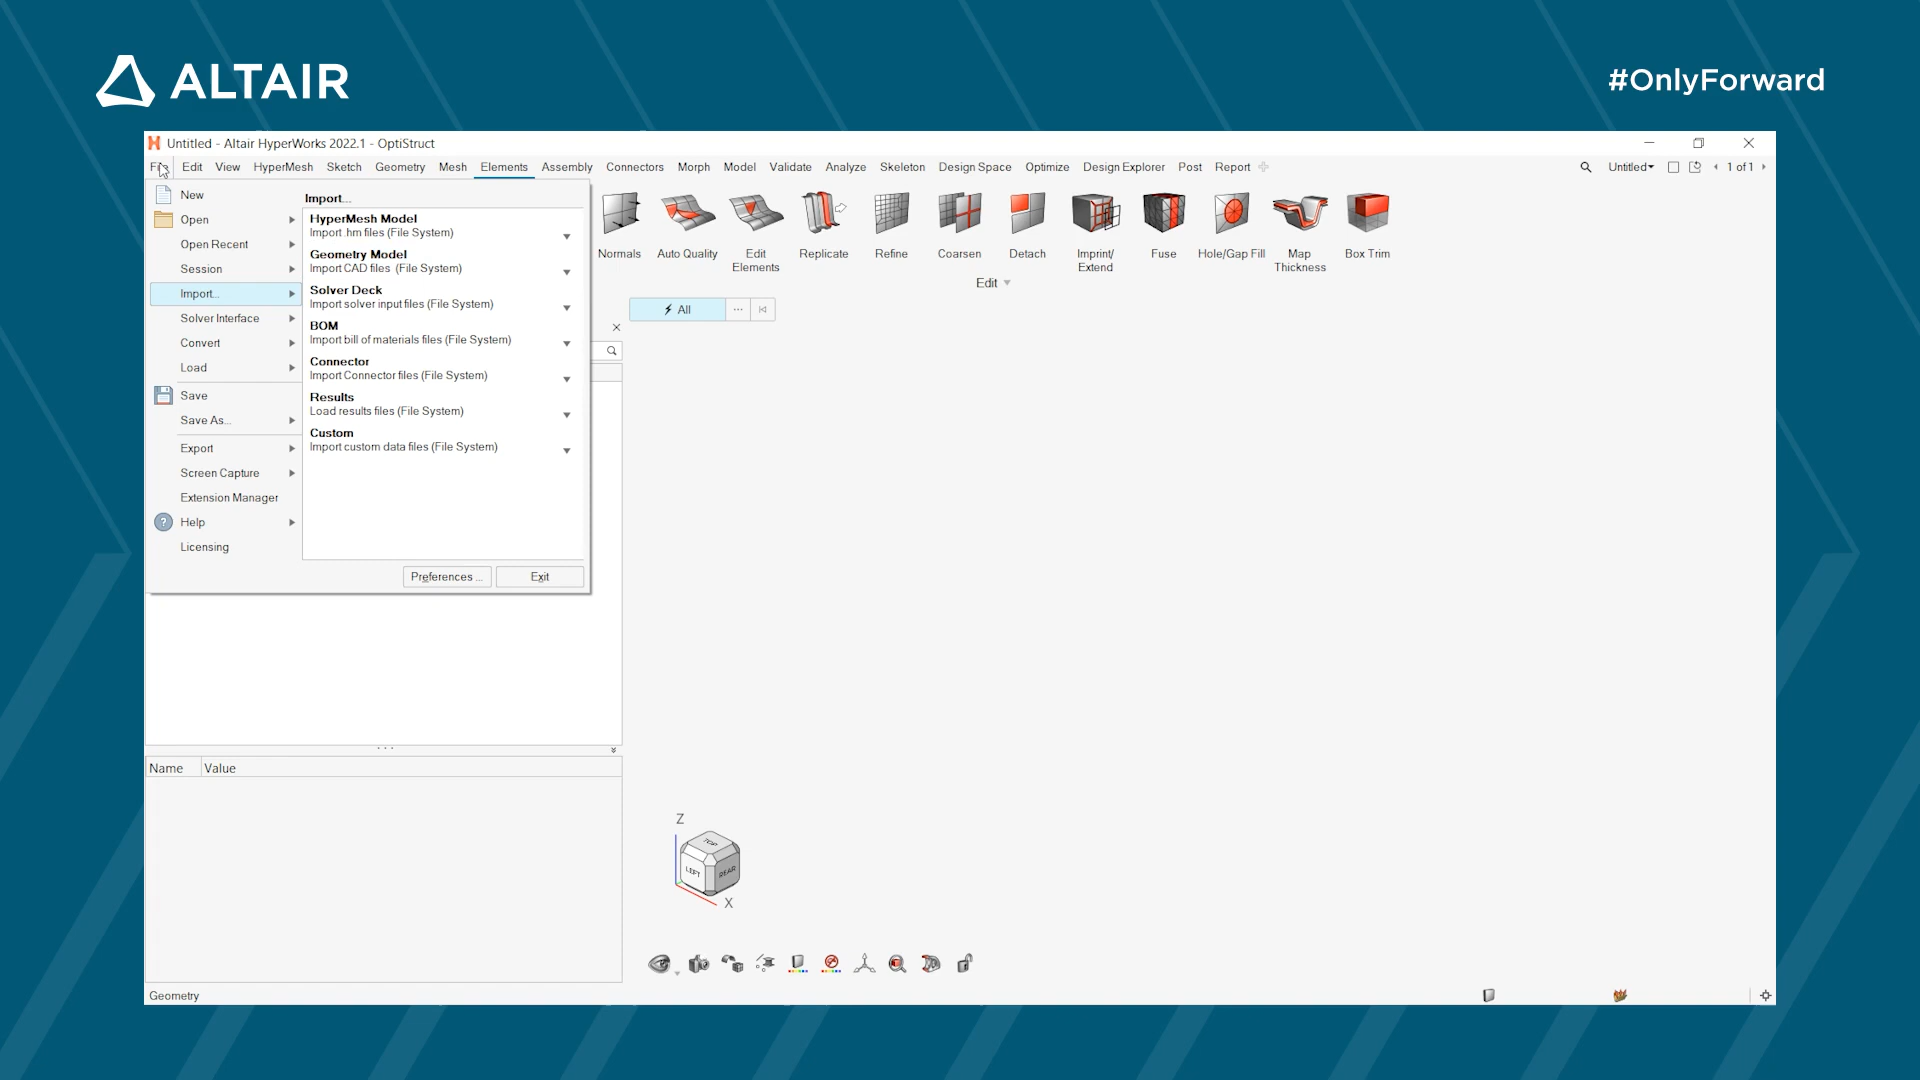 ALTAIR
#OnlyForward
Untitled - Altair HyperWorks 2022.1 - OptiStruct
File Edit View HyperMesh Sketch Geometry Mesh Elements Assembly Connectors Morph Model Validate Analyze Skeleton Design Space Optimize Design Explorer Post Report Untitled 1 of 1
New
Open
Open Recent
Session
Import...
Solver Interface
Convert
Load
Save
Save As...
Export
Screen Capture
Extension Manager
Help
Licensing
Import...
HyperMesh Model
Import .hm files (File System)
Geometry Model
Import CAD files (File System)
Solver Deck
Import solver input files (File System)
BOM
Import bill of materials files (File System)
Connector
Import Connector files (File System)
Results
Load results files (File System)
Custom
Import custom data files (File System)
Preferences ...
Exit
Normals
Auto Quality
Edit
Elements
Replicate
Refine
Coarsen
Detach
Imprint/
Extend
Fuse
Hole/Gap Fill
Map
Thickness
Box Trim
Edit
All
Name Value
Z
TOP
LEFT
REAR
X
Geometry